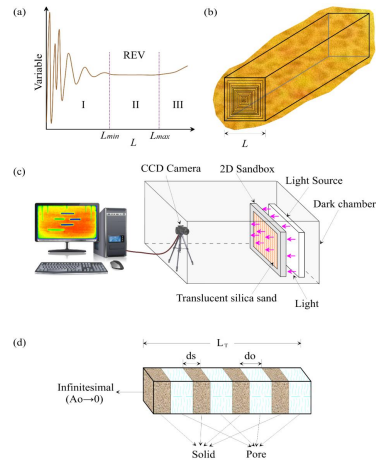 (a)
REV
Variable
I
II
III
Lmin
Lmax
L
(b)
L
(c)
CCD Camera
2D Sandbox
Light Source
Dark chamber
Translucent silica sand
Light
(d)
L_T
ds
do
Infinitesimal
(Ao→0)
Solid
Pore